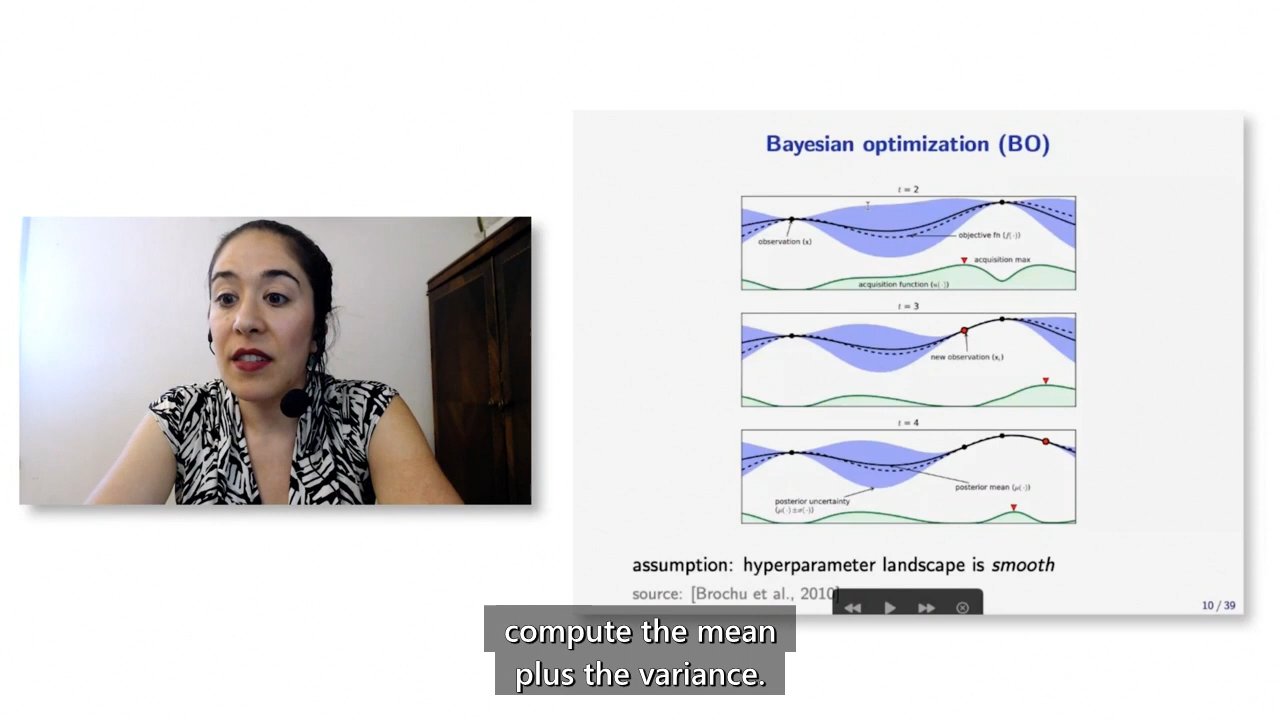 Bayesian optimization (BO)
t = 2
observation (x)
objective fn (f(·))
acquisition max
acquisition function (u(·))
t = 3
new observation (xₜ)
t = 4
posterior mean (μ(·))
posterior uncertainty
(μ(·) ± σ(·))
assumption: hyperparameter landscape is smooth
source: [Brochu et al., 2010]
10 / 39
compute the mean
plus the variance.